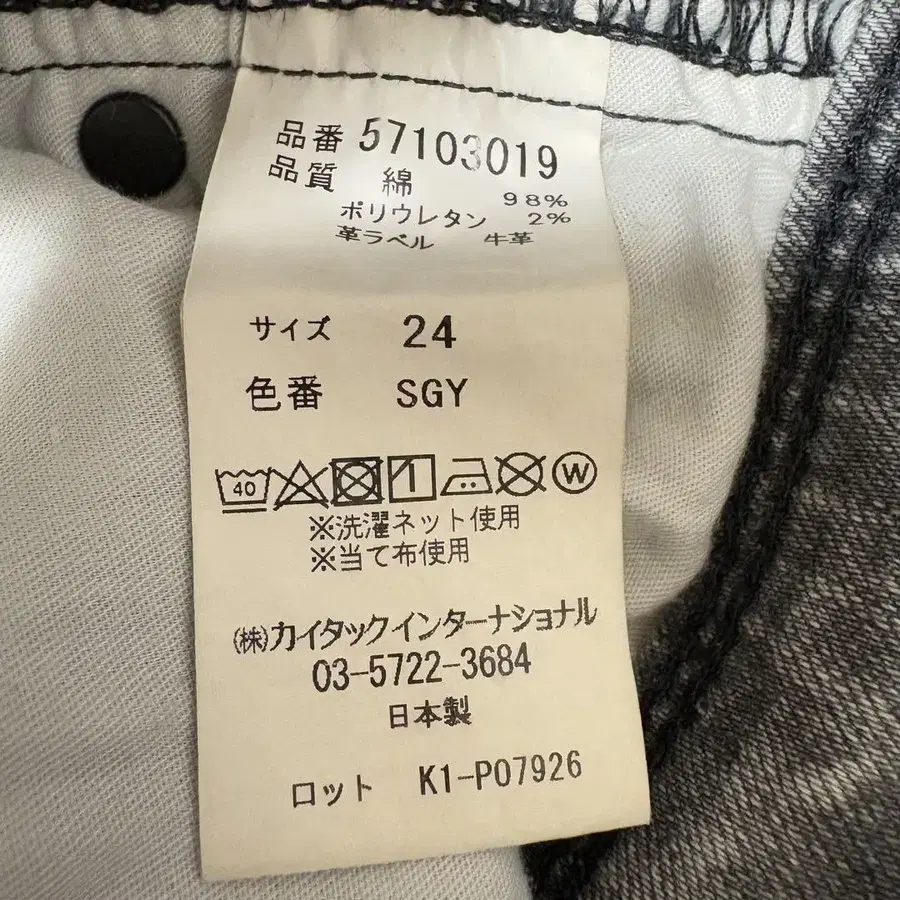 品番 57103019
品質 綿 98%
ポリウレタン 2%
革ラベル 牛革
サイズ 24
色番 SGY
40 W
※洗濯ネット使用
※当て布使用
㈱カイタックインターナショナル
03-5722-3684
日本製
ロット K1-P07926